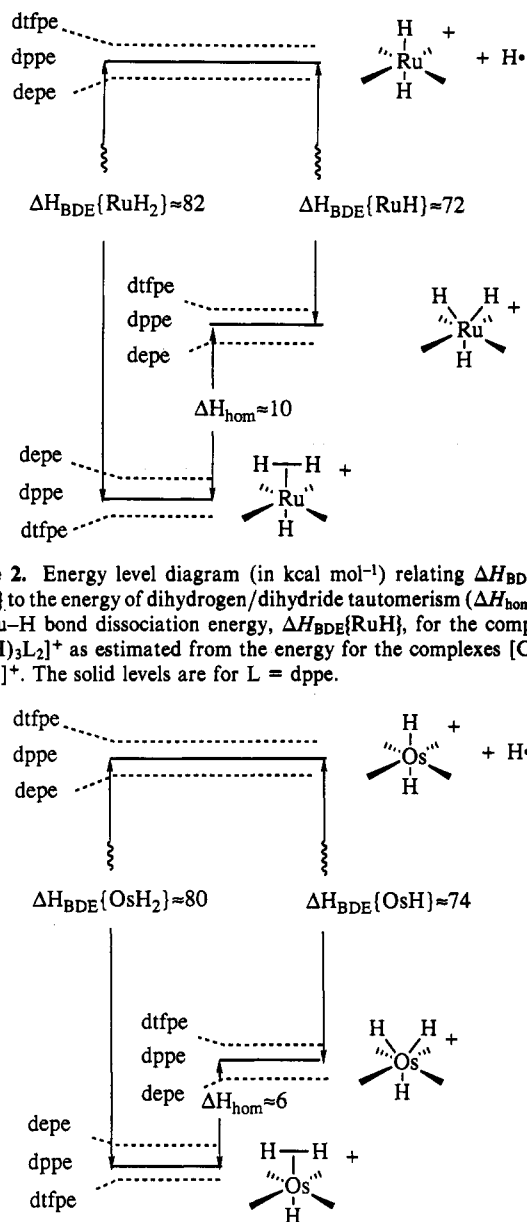 dtfpe
dppe
depe
H
Ru
H
+
+ H•
ΔH_BDE{RuH₂}≈82
ΔH_BDE{RuH}≈72
dtfpe
dppe
depe
H H
Ru
H
+
ΔH_hom≈10
depe
dppe
dtfpe
H—H
Ru
H
+
2. Energy level diagram (in kcal mol⁻¹) relating ΔH_BD
} to the energy of dihydrogen/dihydride tautomerism (ΔH_hom
u–H bond dissociation energy, ΔH_BDE{RuH}, for the comp
)₃L₂]⁺ as estimated from the energy for the complexes [C
]⁺. The solid levels are for L = dppe.
dtfpe
dppe
depe
H
Os
H
+
+ H•
ΔH_BDE{OsH₂}≈80
ΔH_BDE{OsH}≈74
dtfpe
dppe
depe
H H
Os
H
+
ΔH_hom≈6
depe
dppe
dtfpe
H—H
Os
H
+